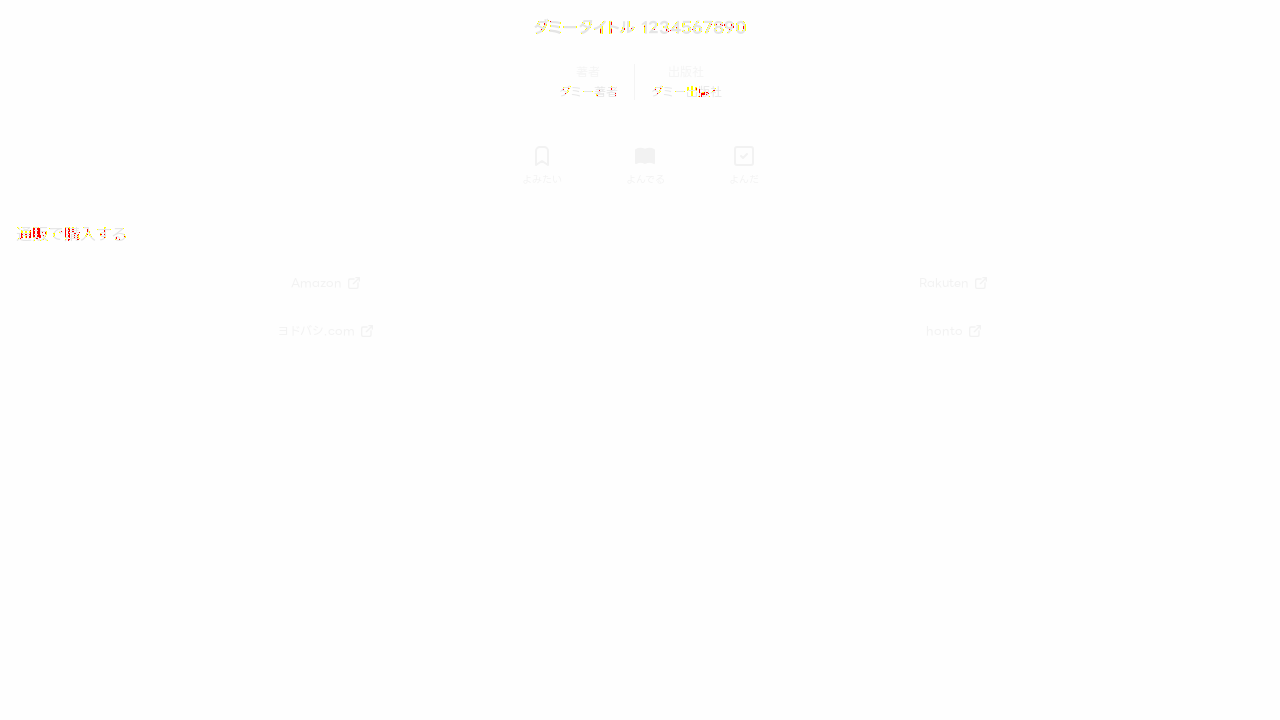 ダミータイトル 1234567890
著者 出版社
ダミー著者 ダミー出版社
よみたい よんでる よんだ
通販で購入する
Amazon Rakuten
ヨドバシ.com honto